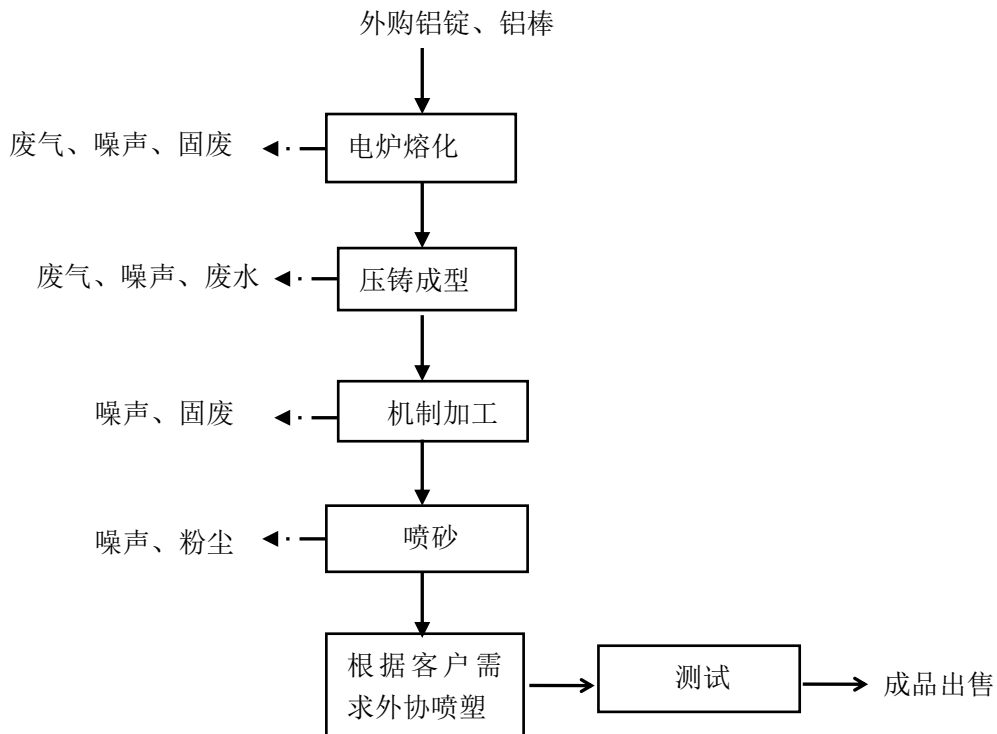 外购铝锭、铝棒
废气、噪声、固废
电炉熔化
废气、噪声、废水
压铸成型
噪声、固废
机制加工
噪声、粉尘
喷砂
根据客户需
求外协喷塑
测试
成品出售